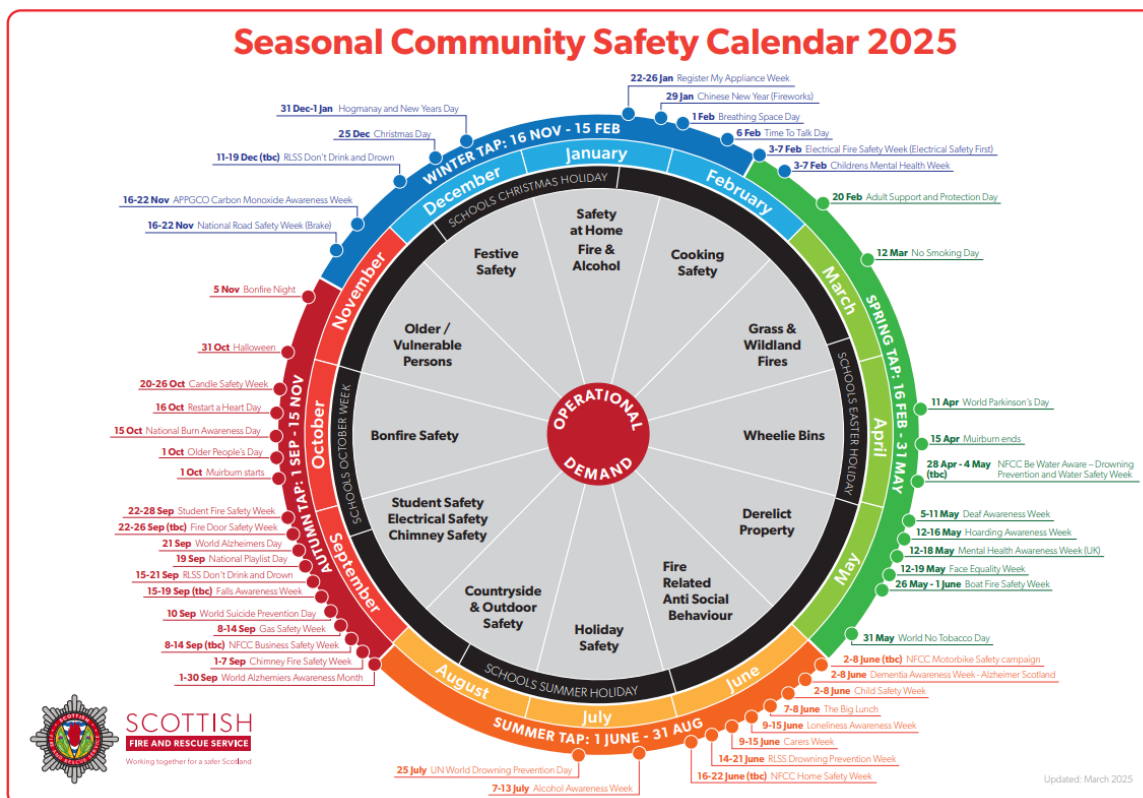 Seasonal Community Safety Calendar 2025
22-26 Jan Register My Appliance Week
29 Jan Chinese New Year (Fireworks)
1 Feb Breathing Space Day
6 Feb Time To Talk Day
3-7 Feb Electrical Fire Safety Week (Electrical Safety First)
3-7 Feb Childrens Mental Health Week
20 Feb Adult Support and Protection Day
12 Mar No Smoking Day
11 Apr World Parkinson's Day
15 Apr Muirburn ends
28 Apr - 4 May NFCC Be Water Aware – Drowning
(tbc) Prevention and Water Safety Week
5-11 May Deaf Awareness Week
12-16 May Hoarding Awareness Week
12-18 May Mental Health Awareness Week (UK)
12-19 May Face Equality Week
26 May - 1 June Boat Fire Safety Week
31 May World No Tobacco Day
2-8 June (tbc) NFCC Motorbike Safety campaign
2-8 June Dementia Awareness Week - Alzheimer Scotland
2-8 June Child Safety Week
7-8 June The Big Lunch
9-15 June Loneliness Awareness Week
9-15 June Carers Week
14-21 June RLSS Drowning Prevention Week
16-22 June (tbc) NFCC Home Safety Week
7-13 July Alcohol Awareness Week
25 July UN World Drowning Prevention Day
1-30 Sep World Alzhemiers Awareness Month
1-7 Sep Chimney Fire Safety Week
8-14 Sep (tbc) NFCC Business Safety Week
8-14 Sep Gas Safety Week
10 Sep World Suicide Prevention Day
15-19 Sep (tbc) Falls Awareness Week
15-21 Sep RLSS Don't Drink and Drown
19 Sep National Playlist Day
21 Sep World Alzheimers Day
22-26 Sep (tbc) Fire Door Safety Week
22-28 Sep Student Fire Safety Week
1 Oct Muirburn starts
1 Oct Older People's Day
15 Oct National Burn Awareness Day
16 Oct Restart a Heart Day
20-26 Oct Candle Safety Week
31 Oct Halloween
5 Nov Bonfire Night
16-22 Nov National Road Safety Week (Brake)
16-22 Nov APPGCO Carbon Monoxide Awareness Week
11-19 Dec (tbc) RLSS Don't Drink and Drown
25 Dec Christmas Day
31 Dec-1 Jan Hogmanay and New Years Day
WINTER TAP: 16 NOV - 15 FEB
SPRING TAP: 16 FEB - 31 MAY
SUMMER TAP: 1 JUNE - 31 AUG
AUTUMN TAP: 1 SEP - 15 NOV
January
February
March
April
May
June
July
August
September
October
November
December
SCHOOLS CHRISTMAS HOLIDAY
SCHOOLS EASTER HOLIDAY
SCHOOLS SUMMER HOLIDAY
SCHOOLS OCTOBER WEEK
Safety
at Home
Fire &
Alcohol
Cooking
Safety
Grass &
Wildland
Fires
Wheelie Bins
Derelict
Property
Fire
Related
Anti Social
Behaviour
Holiday
Safety
Countryside
& Outdoor
Safety
Student Safety
Electrical Safety
Chimney Safety
Bonfire Safety
Older /
Vulnerable
Persons
Festive
Safety
OPERATIONAL
DEMAND
SCOTTISH
FIRE AND RESCUE SERVICE
Working together for a safer Scotland
SCOTTISH
FIRE AND RESCUE SERVICE
Updated: March 2025